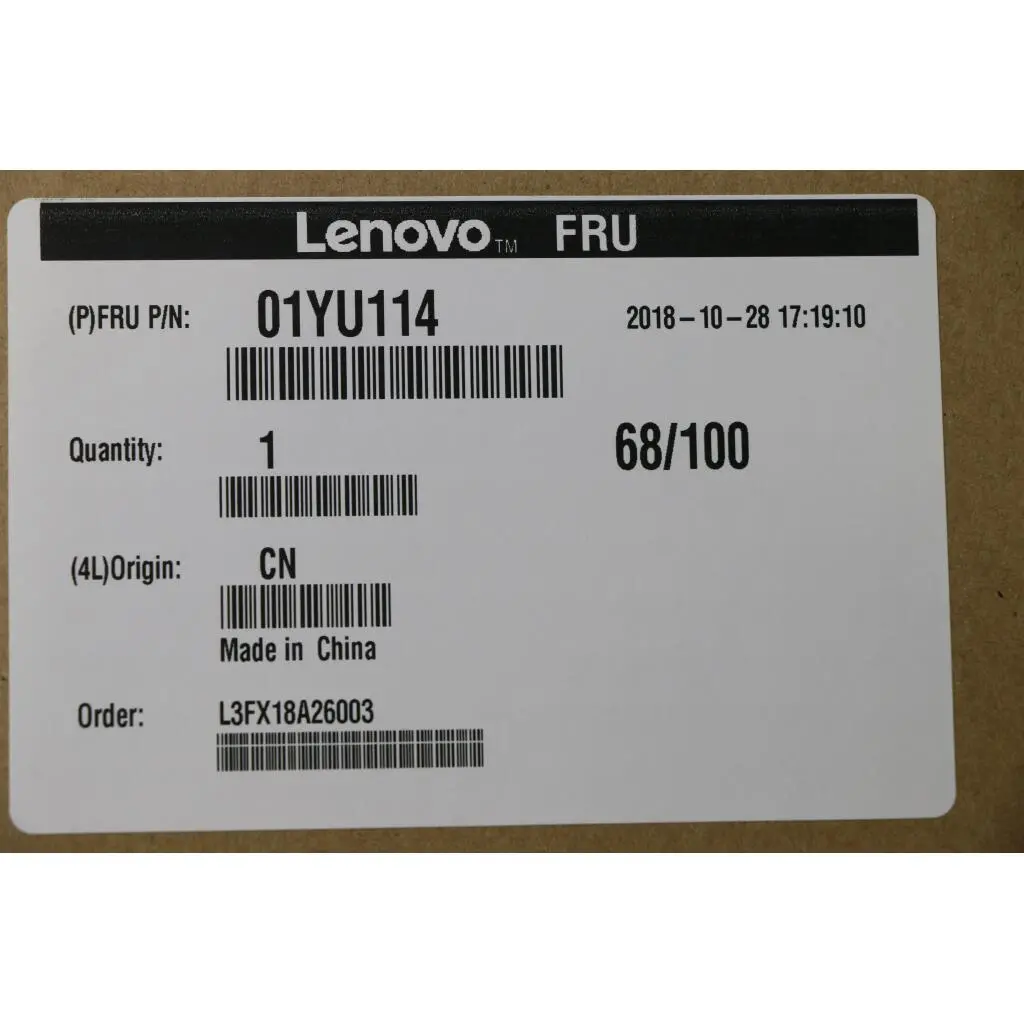 Lenovo™ FRU
(P)FRU P/N: 01YU114 2018-10-28 17:19:10
Quantity: 1 68/100
(4L)Origin: CN
Made in China
Order: L3FX18A26003